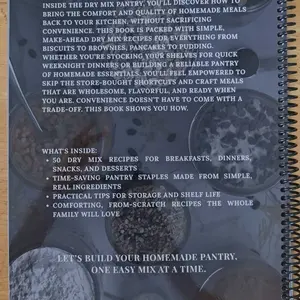 INSIDE THE DRY MIX PANTRY, YOU'LL DISCOVER HOW TO
BRING THE COMFORT AND QUALITY OF HOMEMADE MEALS
BACK TO YOUR KITCHEN, WITHOUT SACRIFICING
CONVENIENCE. THIS BOOK IS PACKED WITH SIMPLE,
MAKE-AHEAD DRY MIX RECIPES FOR EVERYTHING FROM
BISCUITS TO BROWNIES, PANCAKES TO PUDDING.
WHETHER YOU'RE STOCKING YOUR SHELVES FOR QUICK
WEEKNIGHT DINNERS OR BUILDING A RELIABLE PANTRY
OF HOMEMADE ESSENTIALS, YOU'LL FEEL EMPOWERED TO
SKIP THE STORE-BOUGHT SHORTCUTS AND CRAFT MEALS
THAT ARE WHOLESOME, FLAVORFUL, AND READY WHEN
YOU ARE. CONVENIENCE DOESN'T HAVE TO COME WITH A
TRADE-OFF. THIS BOOK SHOWS YOU HOW.
WHAT'S INSIDE:
• 50 DRY MIX RECIPES FOR BREAKFASTS, DINNERS,
SNACKS, AND DESSERTS
• TIME-SAVING PANTRY STAPLES MADE FROM SIMPLE,
REAL INGREDIENTS
• PRACTICAL TIPS FOR STORAGE AND SHELF LIFE
• COMFORTING, FROM-SCRATCH RECIPES THE WHOLE
FAMILY WILL LOVE
LET'S BUILD YOUR HOMEMADE PANTRY,
ONE EASY MIX AT A TIME.